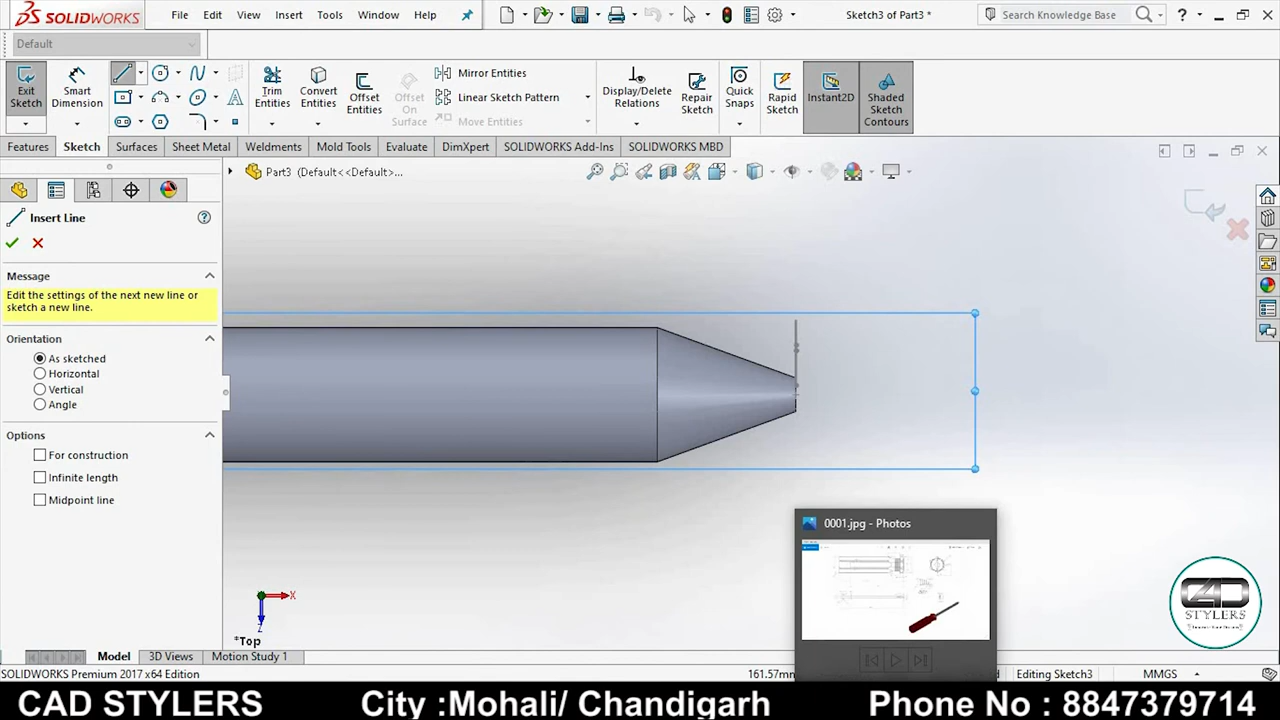 SOLIDWORKS
File Edit View Insert Tools Window Help
Sketch3 of Part3 *
Search Knowledge Base
Default
Exit Sketch
Smart Dimension
Trim Entities
Convert Entities
Offset Entities
Offset On Surface
Mirror Entities
Linear Sketch Pattern
Move Entities
Display/Delete Relations
Repair Sketch
Quick Snaps
Rapid Sketch
Instant2D
Shaded Sketch Contours
Features Sketch Surfaces Sheet Metal Weldments Mold Tools Evaluate DimXpert SOLIDWORKS Add-Ins SOLIDWORKS MBD
Part3 (Default<<Default>...
Insert Line
Message
Edit the settings of the next new line or
sketch a new line.
Orientation
As sketched
Horizontal
Vertical
Angle
Options
For construction
Infinite length
Midpoint line
0001.jpg - Photos
X
Z
*Top
STYLERS
Model 3D Views Motion Study 1
SOLIDWORKS Premium 2017 x64 Edition
161.57mm
Editing Sketch3
MMGS
CAD STYLERS City :Mohali/ Chandigarh Phone No : 8847379714